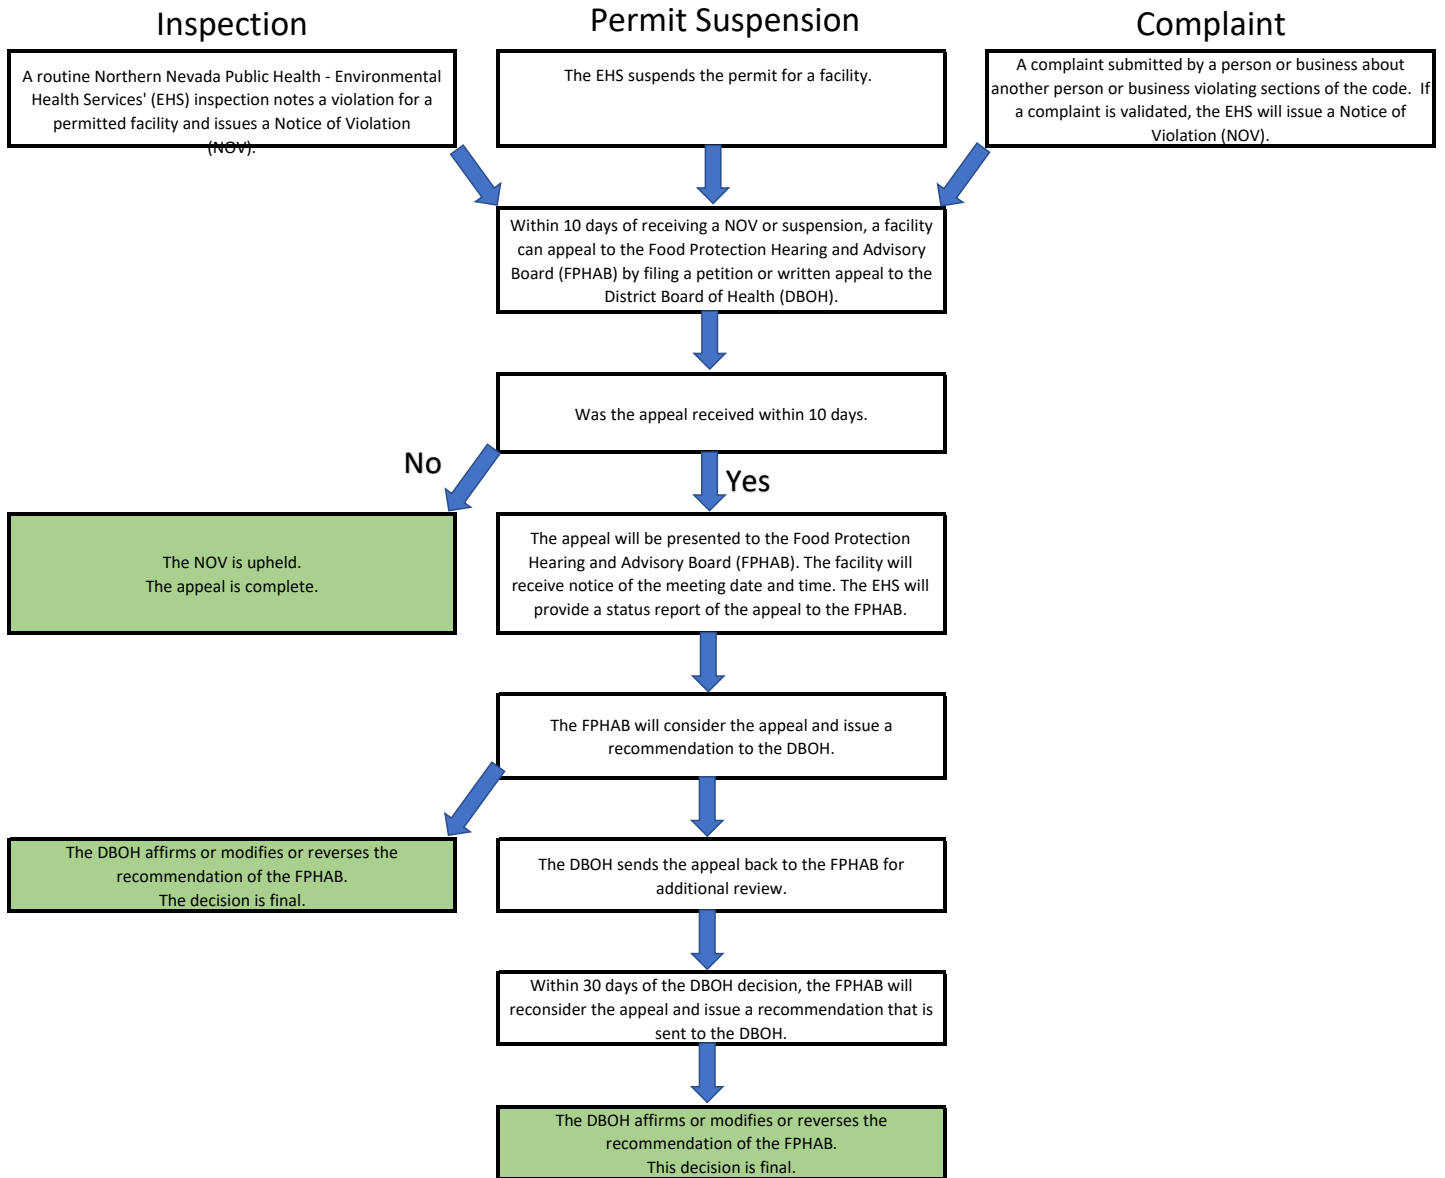 Inspection
Permit Suspension
Complaint
A routine Northern Nevada Public Health - Environmental
Health Services' (EHS) inspection notes a violation for a
permitted facility and issues a Notice of Violation
(NOV).
The EHS suspends the permit for a facility.
A complaint submitted by a person or business about
another person or business violating sections of the code. If
a complaint is validated, the EHS will issue a Notice of
Violation (NOV).
Within 10 days of receiving a NOV or suspension, a facility
can appeal to the Food Protection Hearing and Advisory
Board (FPHAB) by filing a petition or written appeal to the
District Board of Health (DBOH).
Was the appeal received within 10 days.
No
Yes
The NOV is upheld.
The appeal is complete.
The appeal will be presented to the Food Protection
Hearing and Advisory Board (FPHAB). The facility will
receive notice of the meeting date and time. The EHS will
provide a status report of the appeal to the FPHAB.
The FPHAB will consider the appeal and issue a
recommendation to the DBOH.
The DBOH affirms or modifies or reverses the
recommendation of the FPHAB.
The decision is final.
The DBOH sends the appeal back to the FPHAB for
additional review.
Within 30 days of the DBOH decision, the FPHAB will
reconsider the appeal and issue a recommendation that is
sent to the DBOH.
The DBOH affirms or modifies or reverses the
recommendation of the FPHAB.
This decision is final.